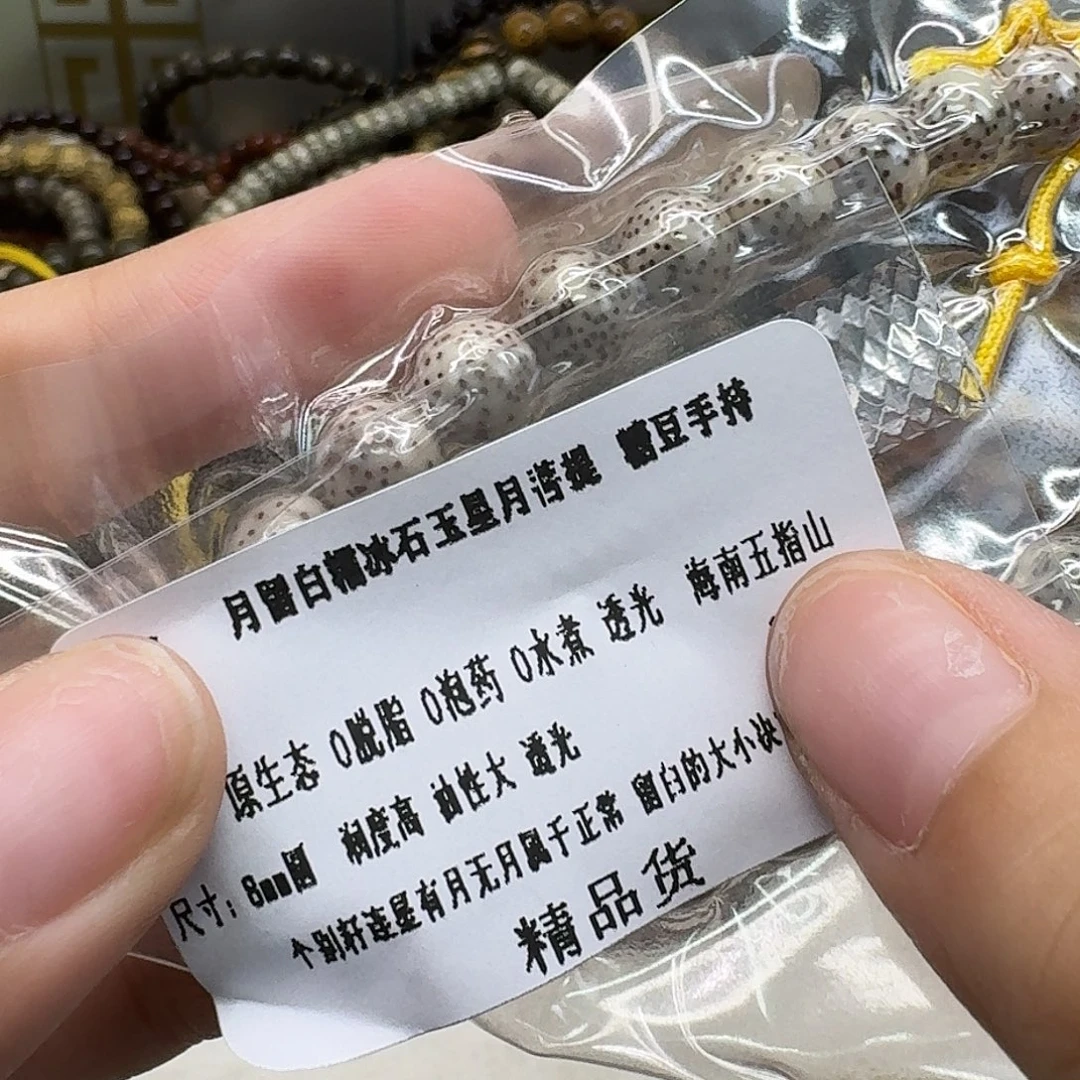 月留白糯冰石玉星月菩提 糖豆手持
原生态 0脱脂 0泡药 0水煮 透光 海南五指山
尺寸：8mm圆 润度高 油性大 透光
个别奸连星有月无月属于正常 留白的大小决
精品货